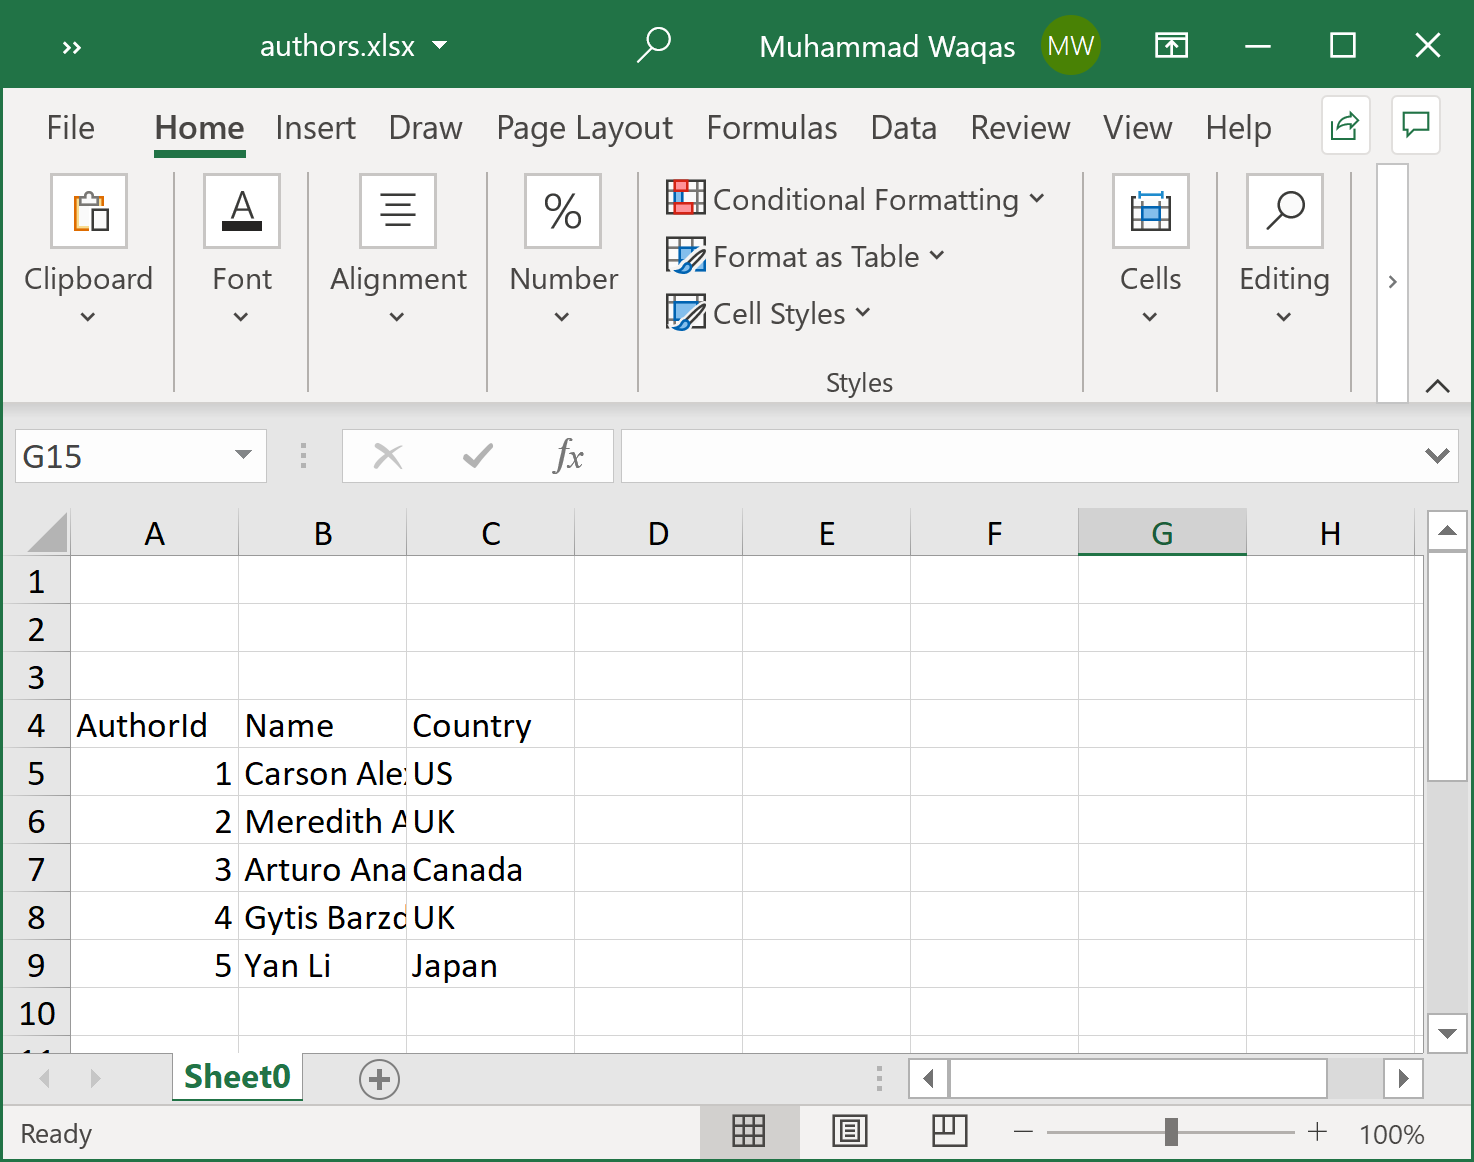 » authors.xlsx Muhammad Waqas MW
File Home Insert Draw Page Layout Formulas Data Review View Help
Clipboard Font Alignment Number Conditional Formatting Cells Editing
Format as Table
Cell Styles
Styles
G15 fx
A B C D E F G H
1
2
3
4 AuthorId Name Country
5 1 Carson Ale US
6 2 Meredith A UK
7 3 Arturo Ana Canada
8 4 Gytis Barzd UK
9 5 Yan Li Japan
10
Sheet0
Ready 100%